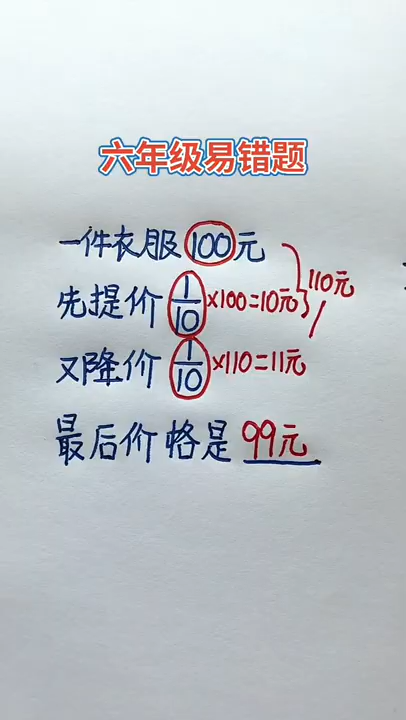 六年级易错题
一件衣服100元
先提价 1/10 ×100=10元 110元
又降价 1/10 ×110=11元
最后价格是 99元